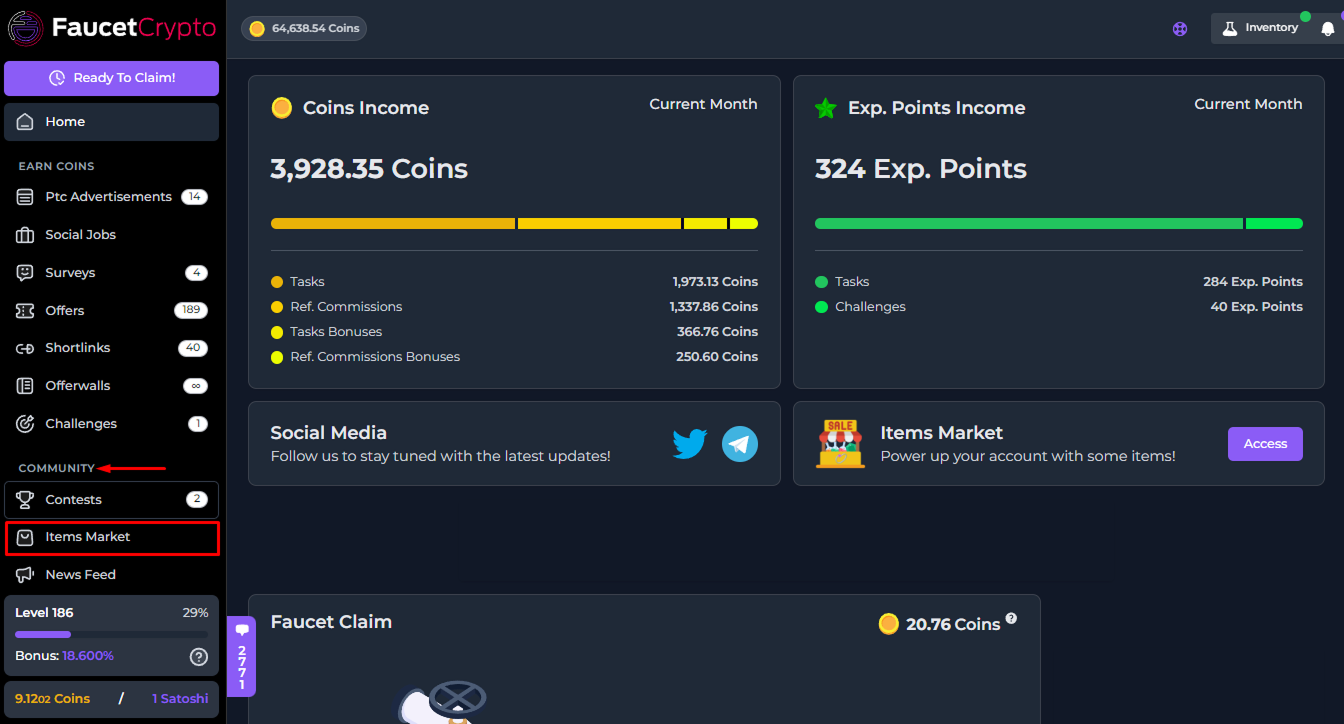 FaucetCrypto
Ready To Claim!
Home
EARN COINS
Ptc Advertisements 14
Social Jobs
Surveys 4
Offers 189
Shortlinks 40
Offerwalls ∞
Challenges 1
COMMUNITY
Contests 2
Items Market
News Feed
Level 186 29%
Bonus: 18.600% ?
9.1202 Coins / 1 Satoshi
64,638.54 Coins
Inventory
Coins Income Current Month
3,928.35 Coins
Tasks 1,973.13 Coins
Ref. Commissions 1,337.86 Coins
Tasks Bonuses 366.76 Coins
Ref. Commissions Bonuses 250.60 Coins
Exp. Points Income Current Month
324 Exp. Points
Tasks 284 Exp. Points
Challenges 40 Exp. Points
Social Media
Follow us to stay tuned with the latest updates!
SALE
Items Market
Power up your account with some items!
Access
2771
Faucet Claim 20.76 Coins ?